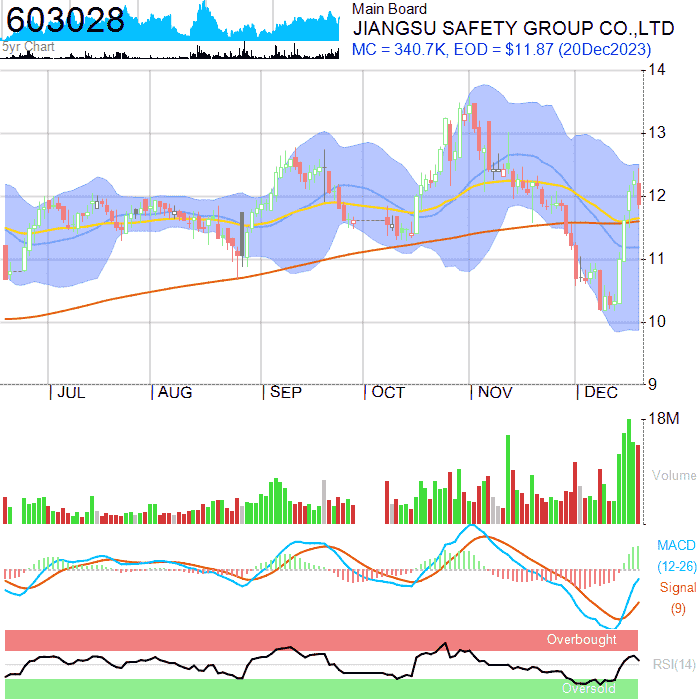 603028
5yr Chart
Main Board
JIANGSU SAFETY GROUP CO.,LTD
MC = 340.7K, EOD = $11.87 (20Dec2023)
14
13
12
11
10
9
JUL AUG SEP OCT NOV DEC
18M
Volume
MACD
(12-26)
Signal
(9)
Overbought
RSI(14)
Oversold